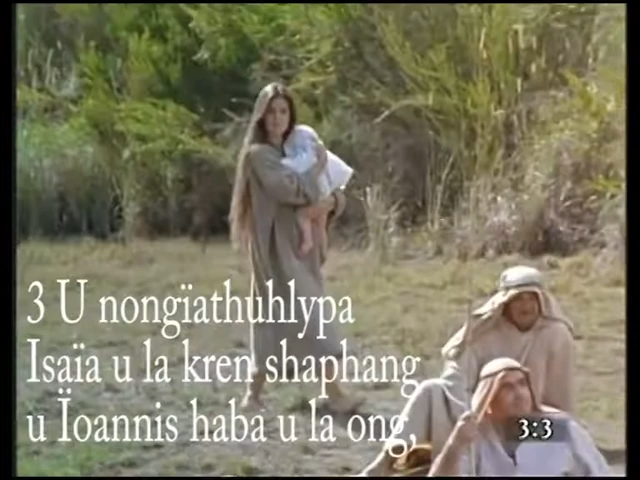 3 U nongïathuhlypa
Isaïa u la kren shaphang
u Ïoannis haba u la ong,
3:3